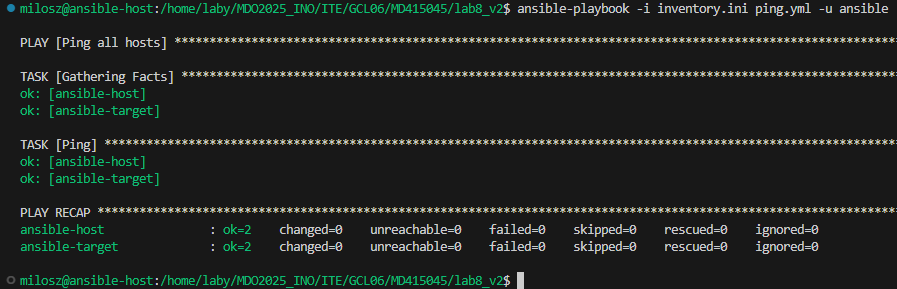 milosz@ansible-host:/home/laby/MDO2025_INO/ITE/GCL06/MD415045/lab8_v2$ ansible-playbook -i inventory.ini ping.yml -u ansible
PLAY [Ping all hosts] *****************************************************************************************************
TASK [Gathering Facts] ****************************************************************************************************
ok: [ansible-host]
ok: [ansible-target]
TASK [Ping] ***************************************************************************************************************
ok: [ansible-host]
ok: [ansible-target]
PLAY RECAP ****************************************************************************************************************
ansible-host : ok=2 changed=0 unreachable=0 failed=0 skipped=0 rescued=0 ignored=0
ansible-target : ok=2 changed=0 unreachable=0 failed=0 skipped=0 rescued=0 ignored=0
milosz@ansible-host:/home/laby/MDO2025_INO/ITE/GCL06/MD415045/lab8_v2$